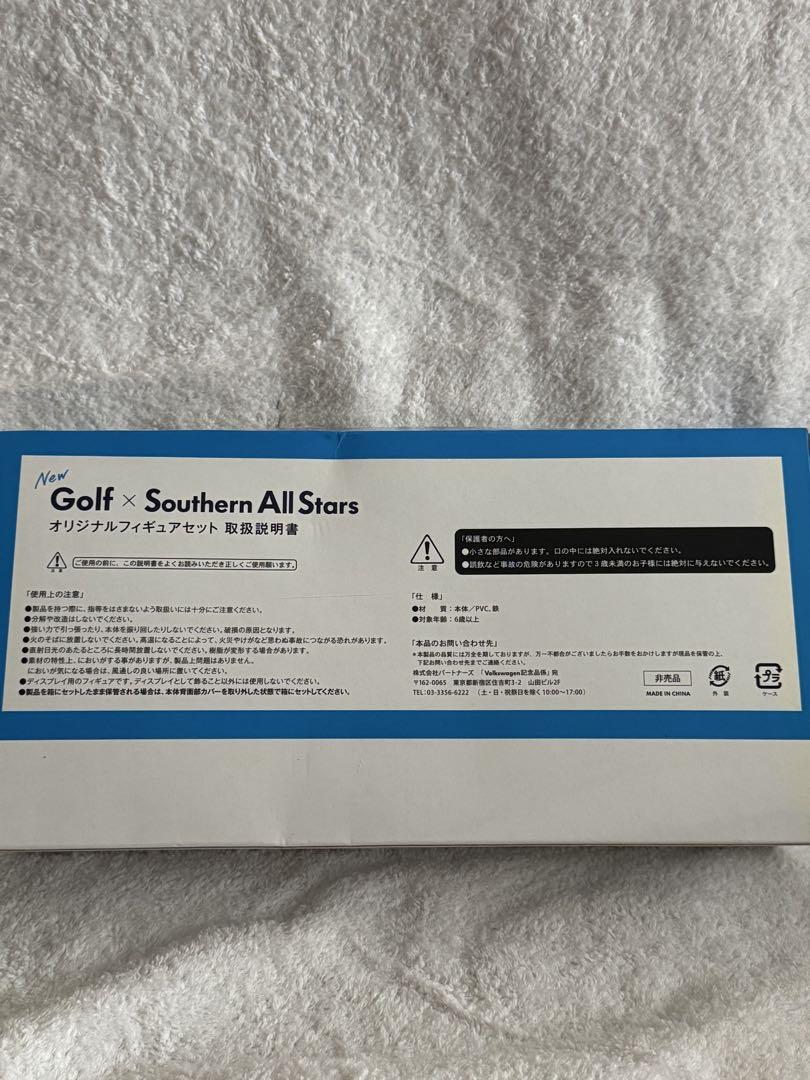 New
Golf × Southern All Stars
オリジナルフィギュアセット 取扱説明書
注意
ご使用の前に、この説明書をよくお読みいただき正しくご使用願います。
「使用上の注意」
●製品を持つ際に、指等をはさまないよう取扱いには十分にご注意ください。
●分解や改造はしないでください。
●強い力で引っ張ったり、本体を振り回したりしないでください。破損の原因となります。
●火のそばに放置しないでください。高温になることによって、火災やけがなど思わぬ事故につながる恐れがあります。
●直射日光のあたるところに長時間放置しないでください。樹脂が変形する場合があります。
●素材の特性上、においがする事がありますが、製品上問題はありません。
においが気になる場合は、風通しの良い場所に置いてください。
●ディスプレイ用のフィギュアです。ディスプレイとして飾ること以外には使用しないでください。
●製品を箱にセットしたまま保管される場合は、本体背面部カバーを取り外した状態で箱にセットしてください。
注意
「保護者の方へ」
●小さな部品があります。口の中には絶対入れないでください。
●誤飲など事故の危険がありますので3歳未満のお子様には絶対に与えないでください。
「仕 様」
●材 質：本体／PVC, 鉄
●対象年齢：6歳以上
「本品のお問い合わせ先」
＊本製品の品質には万全を期しておりますが、万一不都合がございましたらお手数をおかけしますが現品を保管の上、
下記お問い合わせ先までご連絡ください。
株式会社パートナーズ 「Volkswagen記念品係」宛
〒162-0065 東京都新宿区住吉町3-2 山田ビル2F
TEL:03-3356-6222 （土・日・祝祭日を除く10:00〜17:00）
非売品
MADE IN CHINA
紙
外 装
プラ
ケース